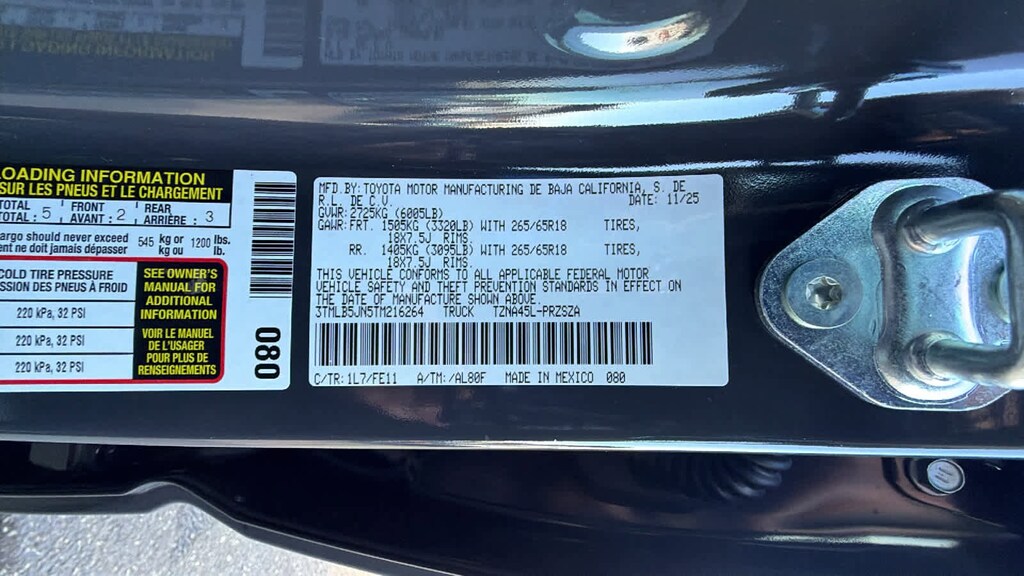 LOADING INFORMATION
SUR LES PNEUS ET LE CHARGEMENT
TOTAL
TOTAL : 5
FRONT
AVANT : 2
REAR
ARRIÈRE : 3
cargo should never exceed
ent ne doit jamais dépasser
545 kg or
kg ou
1200 lbs.
lb.
COLD TIRE PRESSURE
SSION DES PNEUS À FROID
220 kPa, 32 PSI
220 kPa, 32 PSI
220 kPa, 32 PSI
SEE OWNER'S
MANUAL FOR
ADDITIONAL
INFORMATION
VOIR LE MANUEL
DE L'USAGER
POUR PLUS DE
RENSEIGNEMENTS
080
MFD.BY:TOYOTA MOTOR MANUFACTURING DE BAJA CALIFORNIA, S. DE
R.L. DE C.V. DATE: 11/25
GVWR:2725KG (6005LB)
GAWR:FRT. 1505KG (3320LB) WITH 265/65R18 TIRES,
18X7.5J RIMS,
RR. 1405KG (3095LB) WITH 265/65R18 TIRES,
18X7.5J RIMS
THIS VEHICLE CONFORMS TO ALL APPLICABLE FEDERAL MOTOR
VEHICLE SAFETY AND THEFT PREVENTION STANDARDS IN EFFECT ON
THE DATE OF MANUFACTURE SHOWN ABOVE.
3TMLB5JN5TM216264 TRUCK TZNA45L-PRZSZA
C/TR:1L7/FE11 A/TM:/AL80F MADE IN MEXICO 080